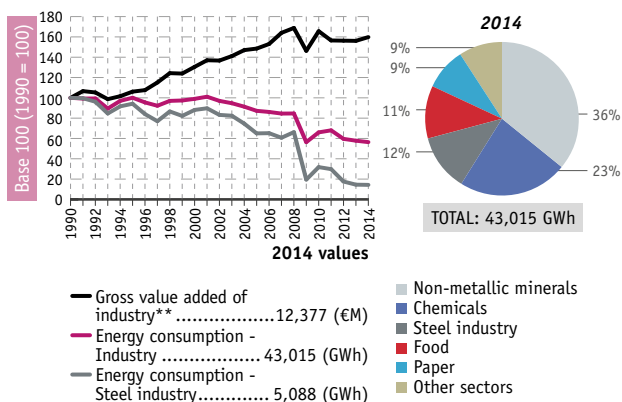 Base 100 (1990 = 100)
180
160
140
120
100
80
60
40
20
0
1990
1992
1994
1996
1998
2000
2002
2004
2006
2008
2010
2012
2014
2014 values
2014
9%
9%
11%
12%
36%
23%
TOTAL: 43,015 GWh
Gross value added of
industry** ..................12,377 (€M)
Energy consumption -
Industry .................. 43,015 (GWh)
Energy consumption -
Steel industry............. 5,088 (GWh)
Non-metallic minerals
Chemicals
Steel industry
Food
Paper
Other sectors